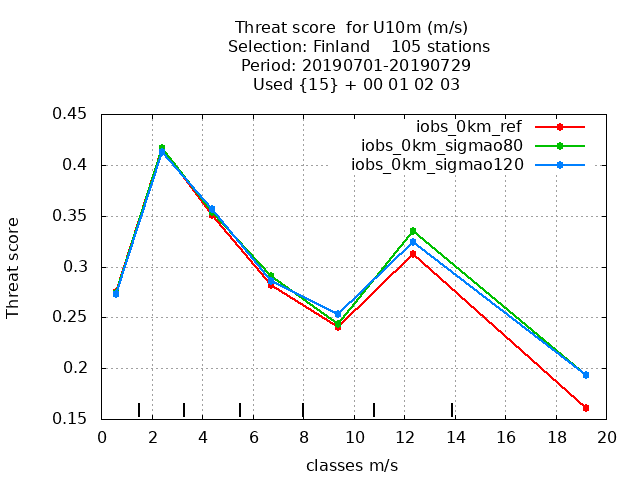 Threat score  for U10m (m/s)
Selection: Finland    105 stations
Period: 20190701-20190729
Used {15} + 00 01 02 03
iobs_0km_ref
iobs_0km_sigmao80
iobs_0km_sigmao120
Threat score
0.45
0.4
0.35
0.3
0.25
0.2
0.15
0 2 4 6 8 10 12 14 16 18 20
classes m/s